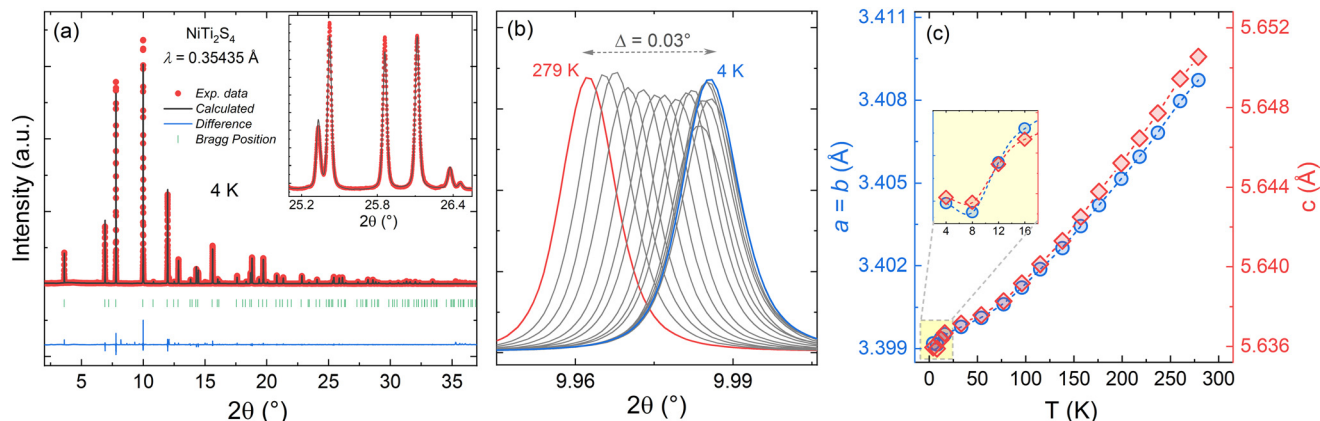 (a)
NiTi₂S₄
λ = 0.35435 Å
Exp. data
Calculated
Difference
Bragg Position
4 K
Intensity (a.u.)
5 10 15 20 25 30 35
2θ (°)
25.2 25.8 26.4
2θ (°)
(b)
Δ = 0.03°
279 K
4 K
9.96 9.99
2θ (°)
(c)
3.411
3.408
3.405
3.402
3.399
a = b (Å)
4 8 12 16
0 50 100 150 200 250 300
T (K)
5.652
5.648
5.644
5.640
5.636
c (Å)